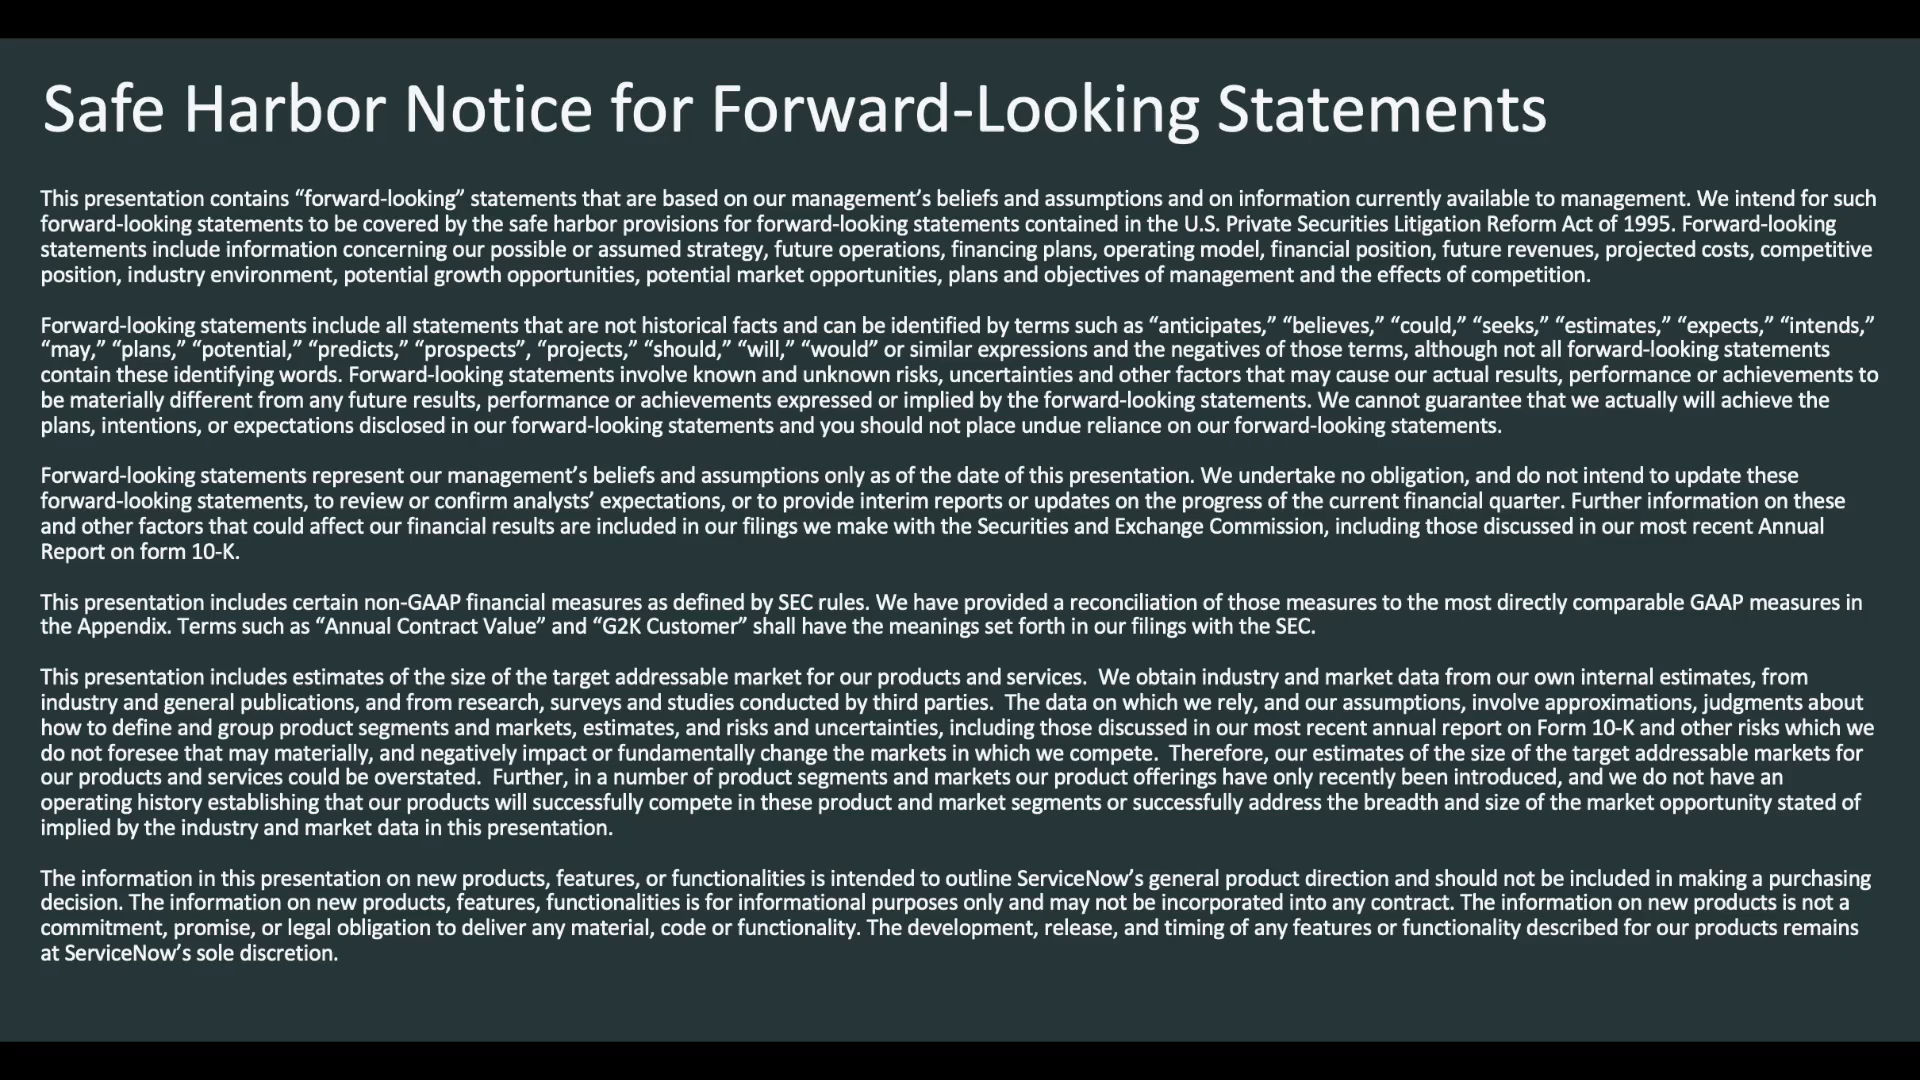 Safe Harbor Notice for Forward-Looking Statements
This presentation contains “forward-looking” statements that are based on our management’s beliefs and assumptions and on information currently available to management. We intend for such
forward-looking statements to be covered by the safe harbor provisions for forward-looking statements contained in the U.S. Private Securities Litigation Reform Act of 1995. Forward-looking
statements include information concerning our possible or assumed strategy, future operations, financing plans, operating model, financial position, future revenues, projected costs, competitive
position, industry environment, potential growth opportunities, potential market opportunities, plans and objectives of management and the effects of competition.
Forward-looking statements include all statements that are not historical facts and can be identified by terms such as “anticipates,” “believes,” “could,” “seeks,” “estimates,” “expects,” “intends,”
“may,” “plans,” “potential,” “predicts,” “prospects”, “projects,” “should,” “will,” “would” or similar expressions and the negatives of those terms, although not all forward-looking statements
contain these identifying words. Forward-looking statements involve known and unknown risks, uncertainties and other factors that may cause our actual results, performance or achievements to
be materially different from any future results, performance or achievements expressed or implied by the forward-looking statements. We cannot guarantee that we actually will achieve the
plans, intentions, or expectations disclosed in our forward-looking statements and you should not place undue reliance on our forward-looking statements.
Forward-looking statements represent our management’s beliefs and assumptions only as of the date of this presentation. We undertake no obligation, and do not intend to update these
forward-looking statements, to review or confirm analysts’ expectations, or to provide interim reports or updates on the progress of the current financial quarter. Further information on these
and other factors that could affect our financial results are included in our filings we make with the Securities and Exchange Commission, including those discussed in our most recent Annual
Report on form 10-K.
This presentation includes certain non-GAAP financial measures as defined by SEC rules. We have provided a reconciliation of those measures to the most directly comparable GAAP measures in
the Appendix. Terms such as “Annual Contract Value” and “G2K Customer” shall have the meanings set forth in our filings with the SEC.
This presentation includes estimates of the size of the target addressable market for our products and services.  We obtain industry and market data from our own internal estimates, from
industry and general publications, and from research, surveys and studies conducted by third parties.  The data on which we rely, and our assumptions, involve approximations, judgments about
how to define and group product segments and markets, estimates, and risks and uncertainties, including those discussed in our most recent annual report on Form 10-K and other risks which we
do not foresee that may materially, and negatively impact or fundamentally change the markets in which we compete.  Therefore, our estimates of the size of the target addressable markets for
our products and services could be overstated.  Further, in a number of product segments and markets our product offerings have only recently been introduced, and we do not have an
operating history establishing that our products will successfully compete in these product and market segments or successfully address the breadth and size of the market opportunity stated of
implied by the industry and market data in this presentation.
The information in this presentation on new products, features, or functionalities is intended to outline ServiceNow’s general product direction and should not be included in making a purchasing
decision. The information on new products, features, functionalities is for informational purposes only and may not be incorporated into any contract. The information on new products is not a
commitment, promise, or legal obligation to deliver any material, code or functionality. The development, release, and timing of any features or functionality described for our products remains
at ServiceNow’s sole discretion.